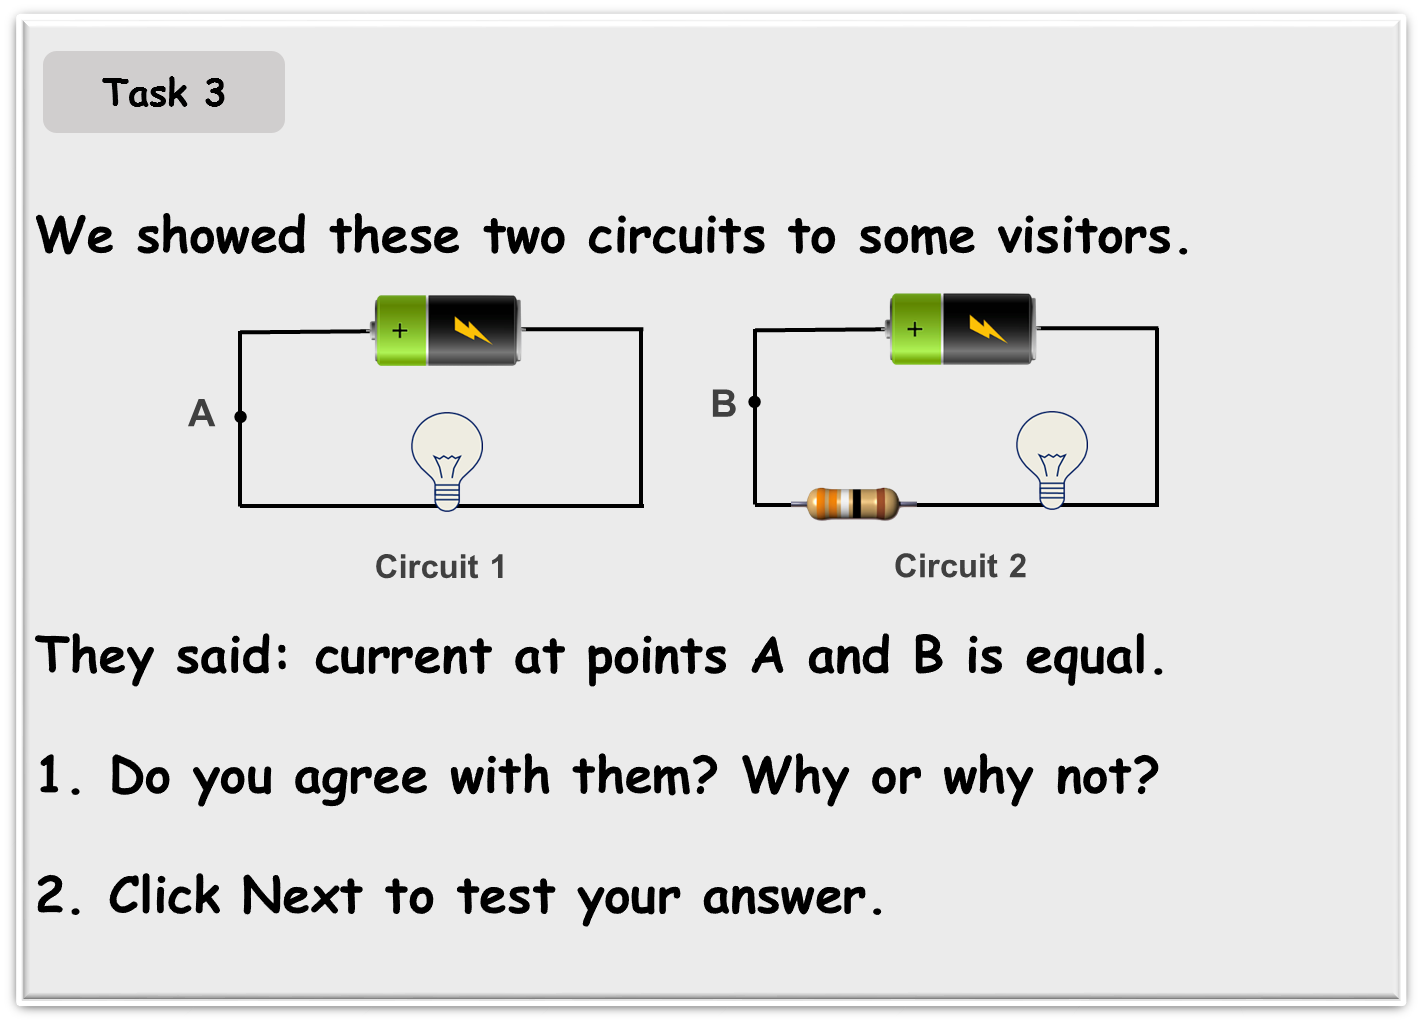 Task 3
We showed these two circuits to some visitors.
+ +
A B
Circuit 1 Circuit 2
They said: current at points A and B is equal.
1. Do you agree with them? Why or why not?
2. Click Next to test your answer.